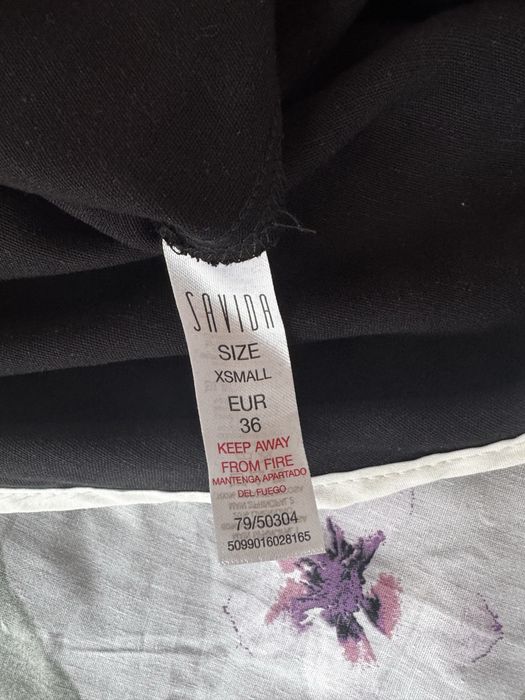 SAVIDA
SIZE
XSMALL
EUR
36
KEEP AWAY
FROM FIRE
MANTENGA APARTADO
DEL FUEGO
79/50304
5099016028165